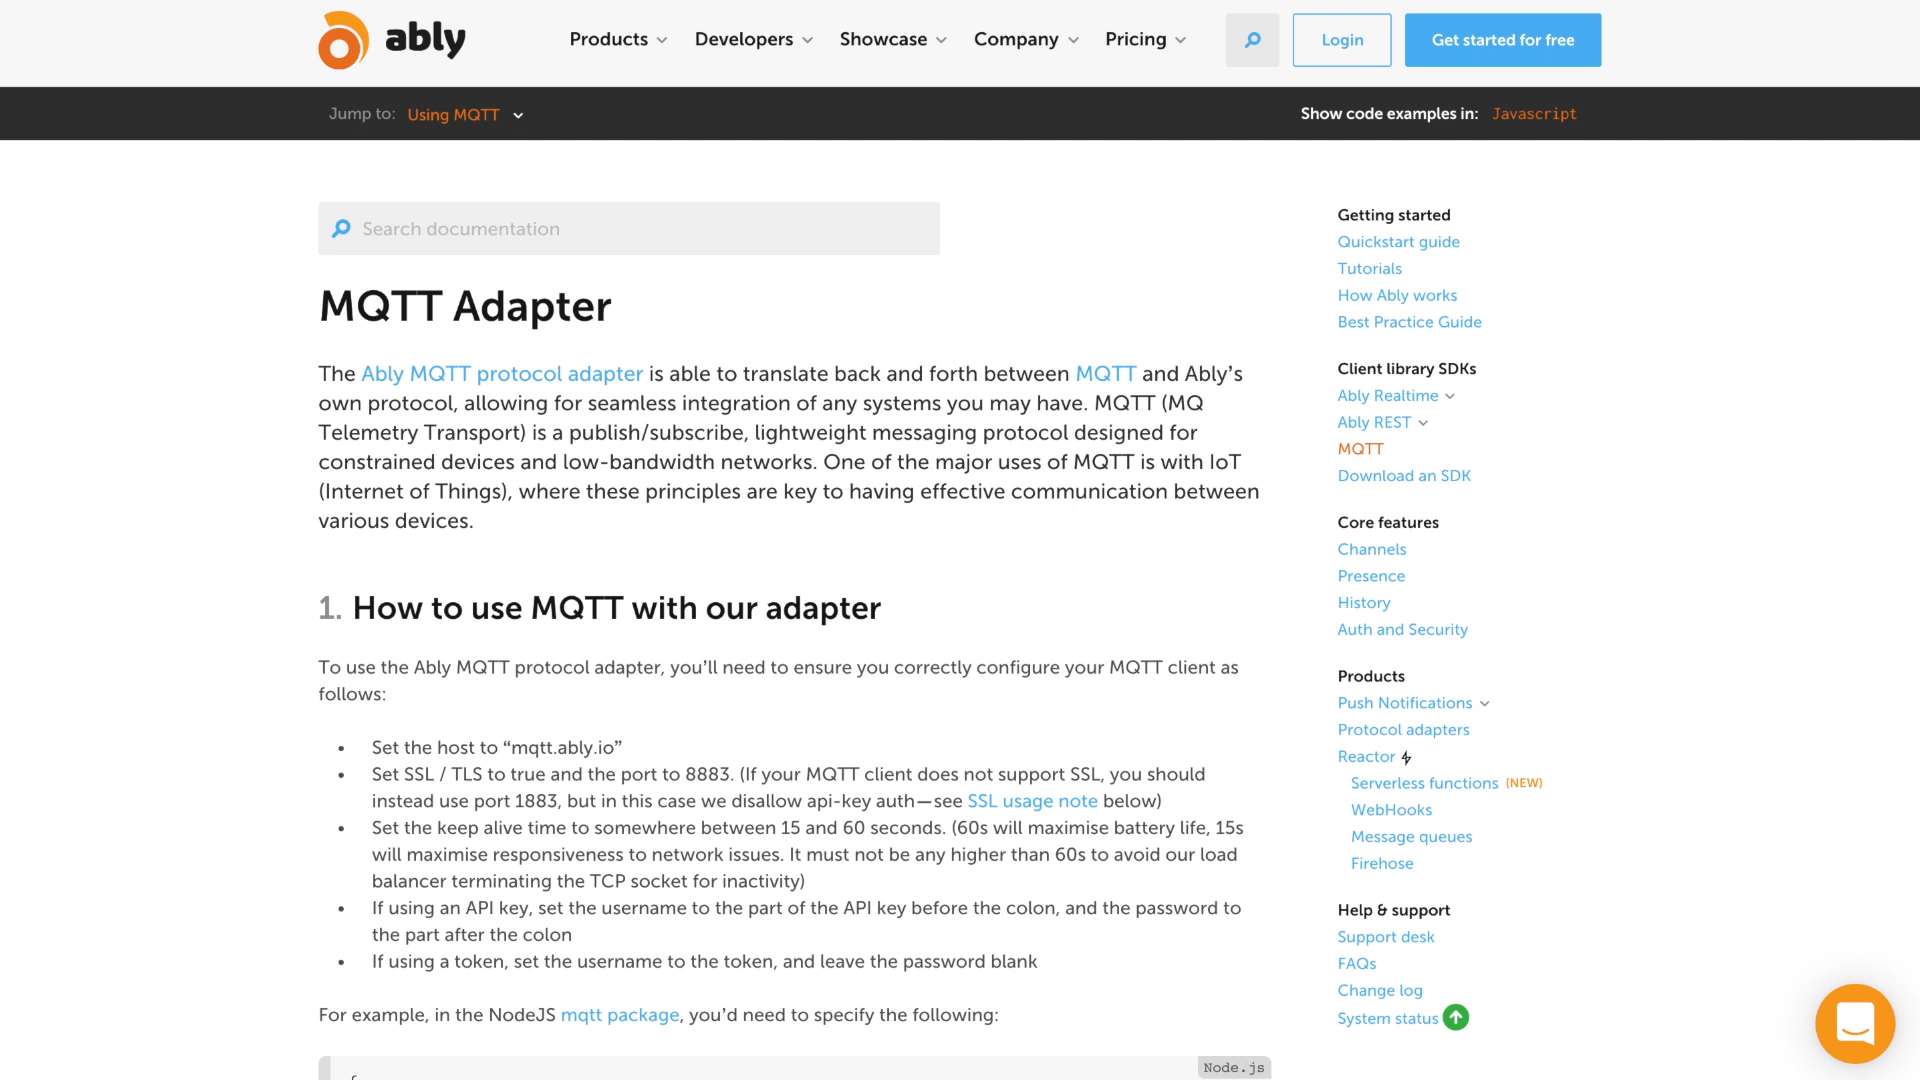 ably
Products
Developers
Showcase
Company
Pricing
Login
Get started for free
Jump to: Using MQTT
Show code examples in: Javascript
Search documentation
MQTT Adapter
The Ably MQTT protocol adapter is able to translate back and forth between MQTT and Ably’s
own protocol, allowing for seamless integration of any systems you may have. MQTT (MQ
Telemetry Transport) is a publish/subscribe, lightweight messaging protocol designed for
constrained devices and low-bandwidth networks. One of the major uses of MQTT is with IoT
(Internet of Things), where these principles are key to having effective communication between
various devices.
1. How to use MQTT with our adapter
To use the Ably MQTT protocol adapter, you’ll need to ensure you correctly configure your MQTT client as
follows:
• Set the host to “mqtt.ably.io”
• Set SSL / TLS to true and the port to 8883. (If your MQTT client does not support SSL, you should
instead use port 1883, but in this case we disallow api-key auth—see SSL usage note below)
• Set the keep alive time to somewhere between 15 and 60 seconds. (60s will maximise battery life, 15s
will maximise responsiveness to network issues. It must not be any higher than 60s to avoid our load
balancer terminating the TCP socket for inactivity)
• If using an API key, set the username to the part of the API key before the colon, and the password to
the part after the colon
• If using a token, set the username to the token, and leave the password blank
For example, in the NodeJS mqtt package, you’d need to specify the following:
Node.js
{
Getting started
Quickstart guide
Tutorials
How Ably works
Best Practice Guide
Client library SDKs
Ably Realtime
Ably REST
MQTT
Download an SDK
Core features
Channels
Presence
History
Auth and Security
Products
Push Notifications
Protocol adapters
Reactor
Serverless functions (NEW)
WebHooks
Message queues
Firehose
Help & support
Support desk
FAQs
Change log
System status